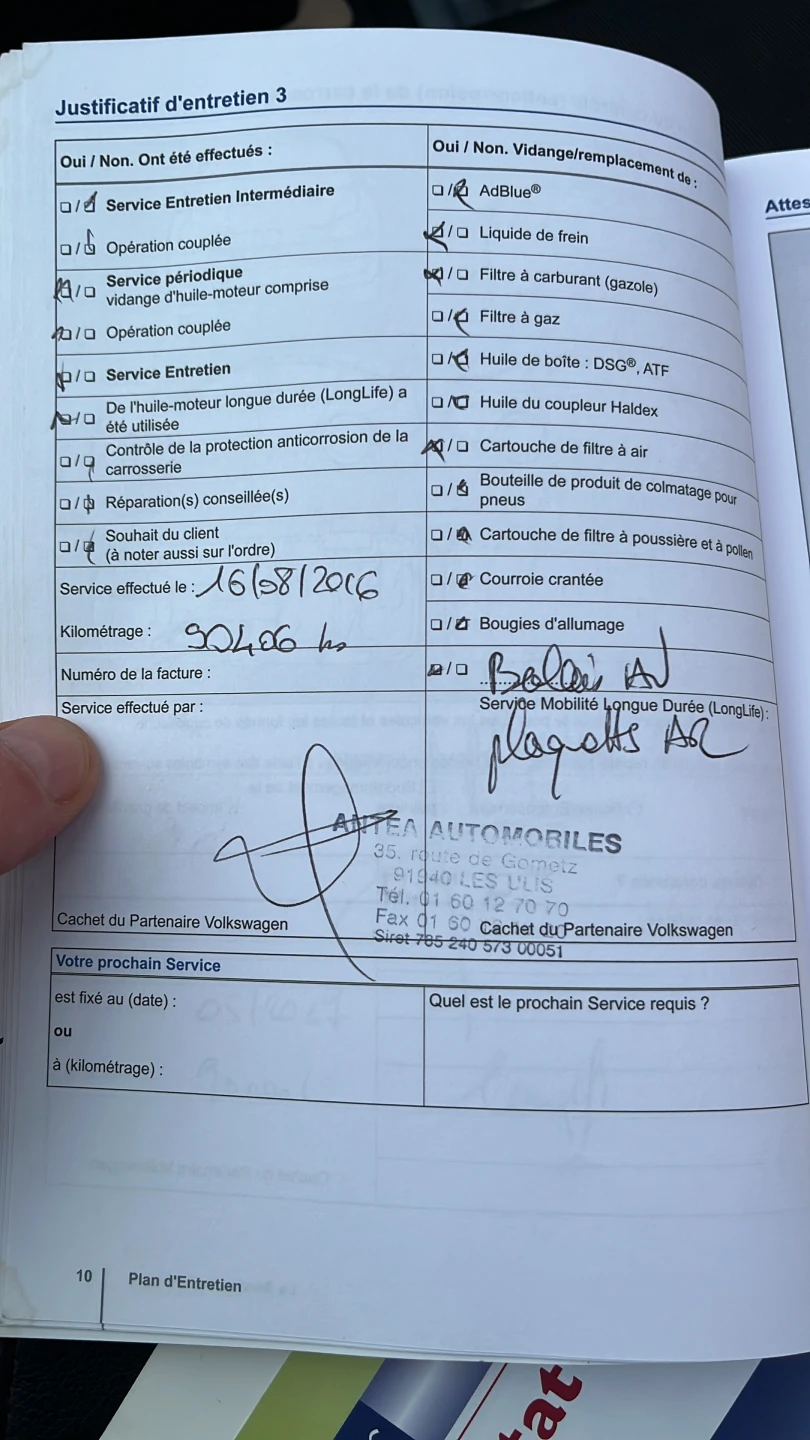 Justificatif d'entretien 3
Oui / Non. Ont été effectués :
☐/☑ Service Entretien Intermédiaire
☐/☑ Opération couplée
☑/☐ Service périodique
vidange d'huile-moteur comprise
☑/☐ Opération couplée
☑/☐ Service Entretien
☑/☐ De l'huile-moteur longue durée (LongLife) a
été utilisée
☐/☑ Contrôle de la protection anticorrosion de la
carrosserie
☐/☑ Réparation(s) conseillée(s)
☐/☑ Souhait du client
(à noter aussi sur l'ordre)
Service effectué le : 16/08/2016
Kilométrage : 90406
Numéro de la facture :
Service effectué par :
Cachet du Partenaire Volkswagen
Oui / Non. Vidange/remplacement de :
☐/☑ AdBlue®
☑/☐ Liquide de frein
☑/☐ Filtre à carburant (gazole)
☐/☑ Filtre à gaz
☐/☑ Huile de boîte : DSG®, ATF
☐/☑ Huile du coupleur Haldex
☑/☐ Cartouche de filtre à air
☐/☑ Bouteille de produit de colmatage pour
pneus
☐/☑ Cartouche de filtre à poussière et à pollen
☐/☑ Courroie crantée
☐/☑ Bougies d'allumage
☑/☐ Balais AV
Service Mobilité Longue Durée (LongLife) :
plaquettes AR
ANTEA AUTOMOBILES
35, route de Gometz
91940 LES ULIS
Tél. 01 60 12 70 70
Fax 01 60
Cachet du Partenaire Volkswagen
Siret 785 240 573 00051
Votre prochain Service
est fixé au (date) :
ou
à (kilométrage) :
Quel est le prochain Service requis ?
10
Plan d'Entretien
Attes
tat